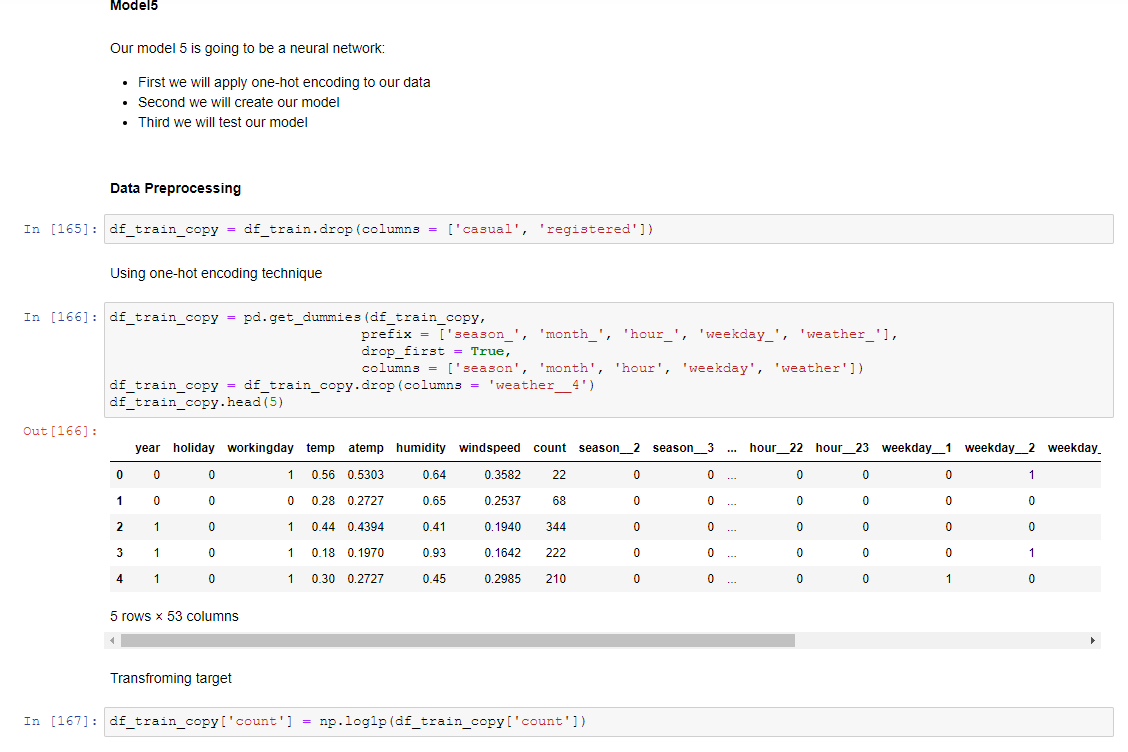 Model5
Our model 5 is going to be a neural network:
• First we will apply one-hot encoding to our data
• Second we will create our model
• Third we will test our model
Data Preprocessing
In [165]: df_train_copy = df_train.drop(columns = ['casual', 'registered'])
Using one-hot encoding technique
In [166]: df_train_copy = pd.get_dummies(df_train_copy,
prefix = ['season_', 'month_', 'hour_', 'weekday_', 'weather_'],
drop_first = True,
columns = ['season', 'month', 'hour', 'weekday', 'weather'])
df_train_copy = df_train_copy.drop(columns = 'weather__4')
df_train_copy.head(5)
Out[166]:
year holiday workingday temp atemp humidity windspeed count season__2 season__3 ... hour__22 hour__23 weekday__1 weekday__2 weekday_
0 0 0 1 0.56 0.5303 0.64 0.3582 22 0 0 ... 0 0 0 1
1 0 0 0 0.28 0.2727 0.65 0.2537 68 0 0 ... 0 0 0 0
2 1 0 1 0.44 0.4394 0.41 0.1940 344 0 0 ... 0 0 0 0
3 1 0 1 0.18 0.1970 0.93 0.1642 222 0 0 ... 0 0 0 1
4 1 0 1 0.30 0.2727 0.45 0.2985 210 0 0 ... 0 0 1 0
5 rows × 53 columns
Transfroming target
In [167]: df_train_copy['count'] = np.log1p(df_train_copy['count'])